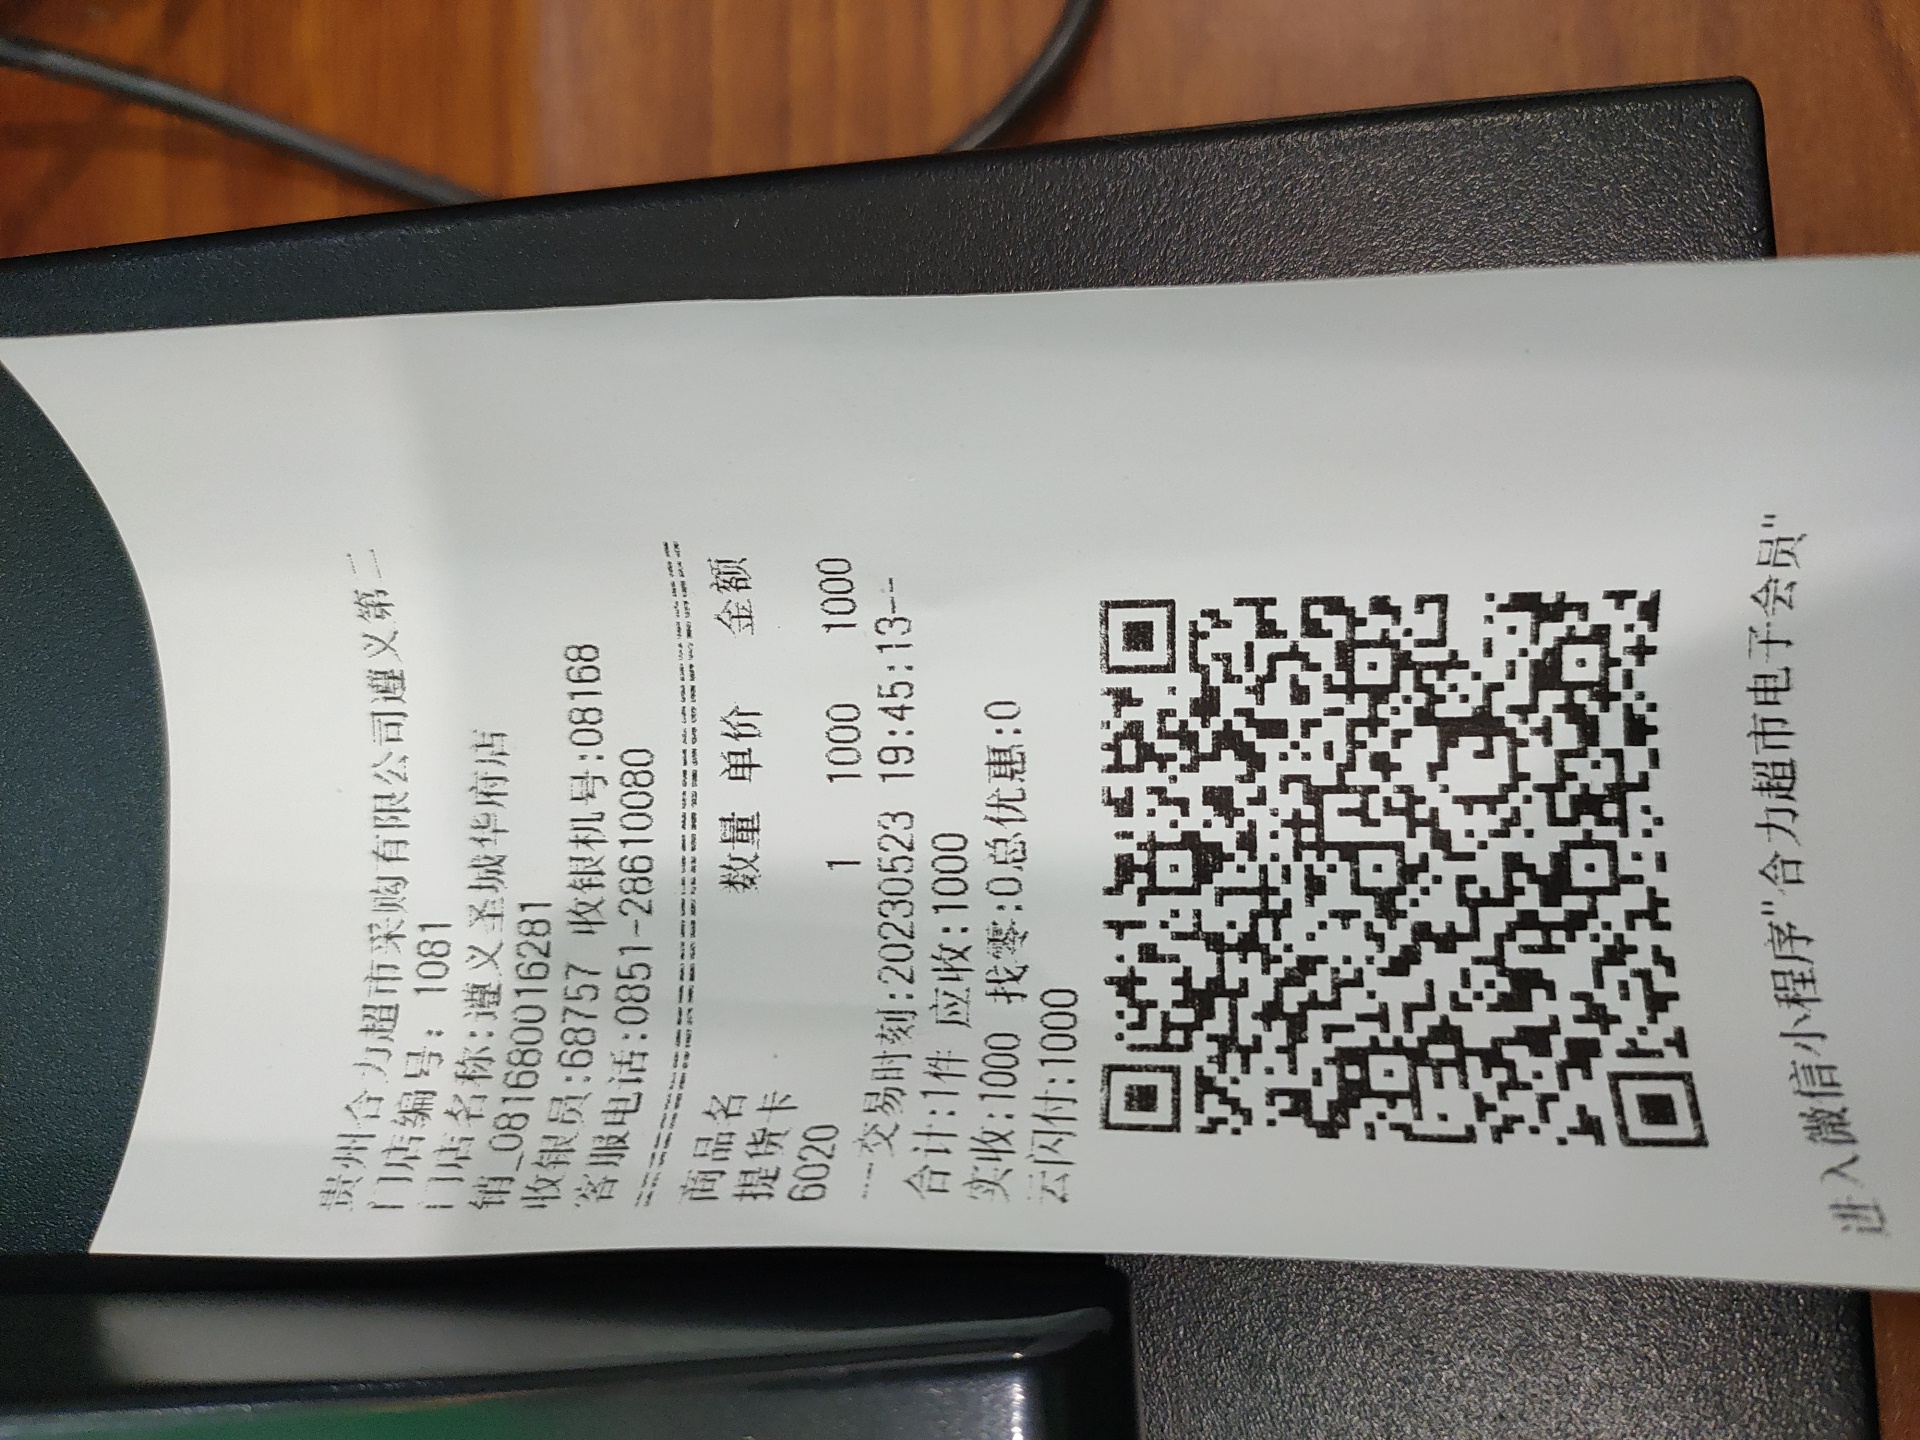 贵州合力超市采购有限公司遵义第二
门店编号: 1081
门店名称:遵义圣城华府店
销_081680016281
收银员:68757 收银机号:08168
客服电话:0851-28610080
商品名 数量 单价 金额
提货卡
6020 1 1000 1000
---交易时刻:20230523 19:45:13---
合计:1件 应收:1000
实收:1000 找零:0总优惠:0
云闪付:1000
进入微信小程序"合力超市电子会员"